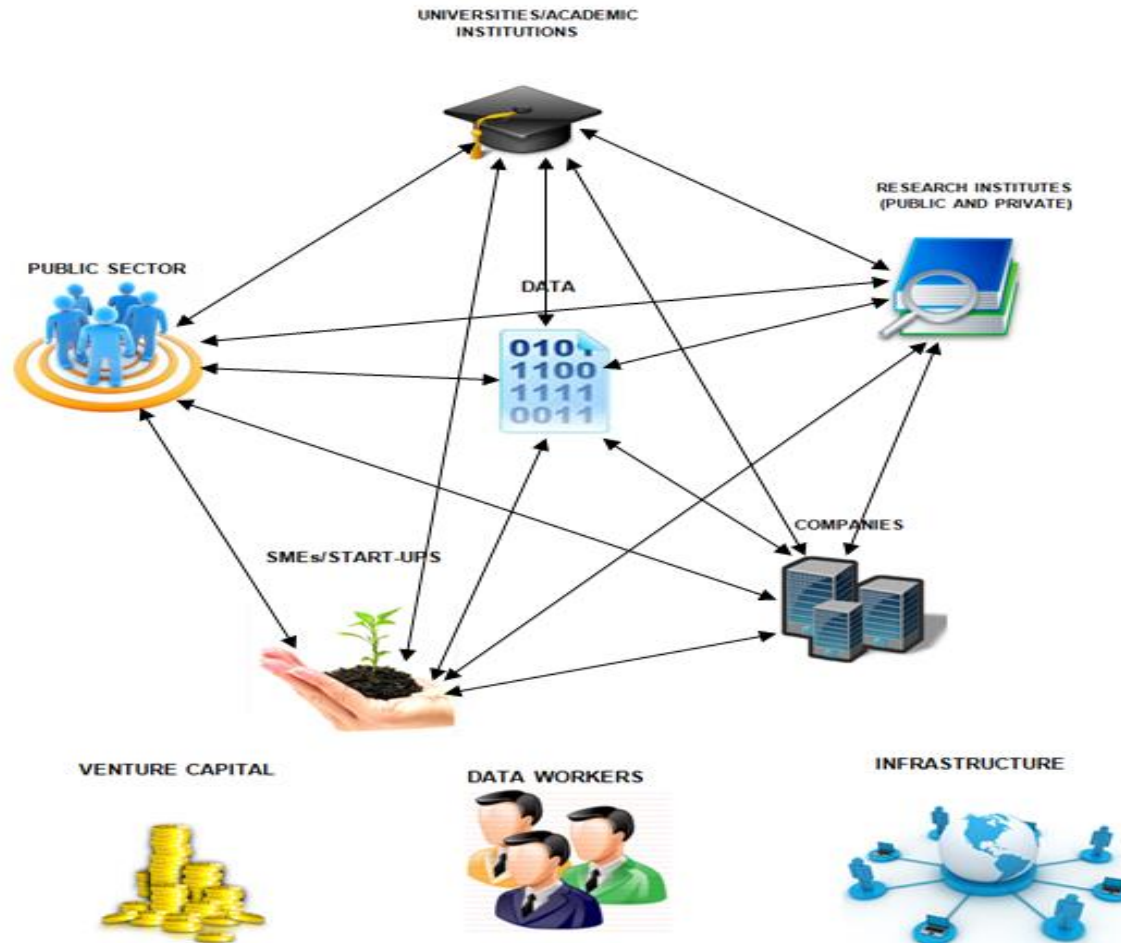 UNIVERSITIES/ACADEMIC
INSTITUTIONS
RESEARCH INSTITUTES
(PUBLIC AND PRIVATE)
PUBLIC SECTOR
DATA
0101
1100
1111
0011
COMPANIES
SMEs/START-UPS
VENTURE CAPITAL
DATA WORKERS
INFRASTRUCTURE